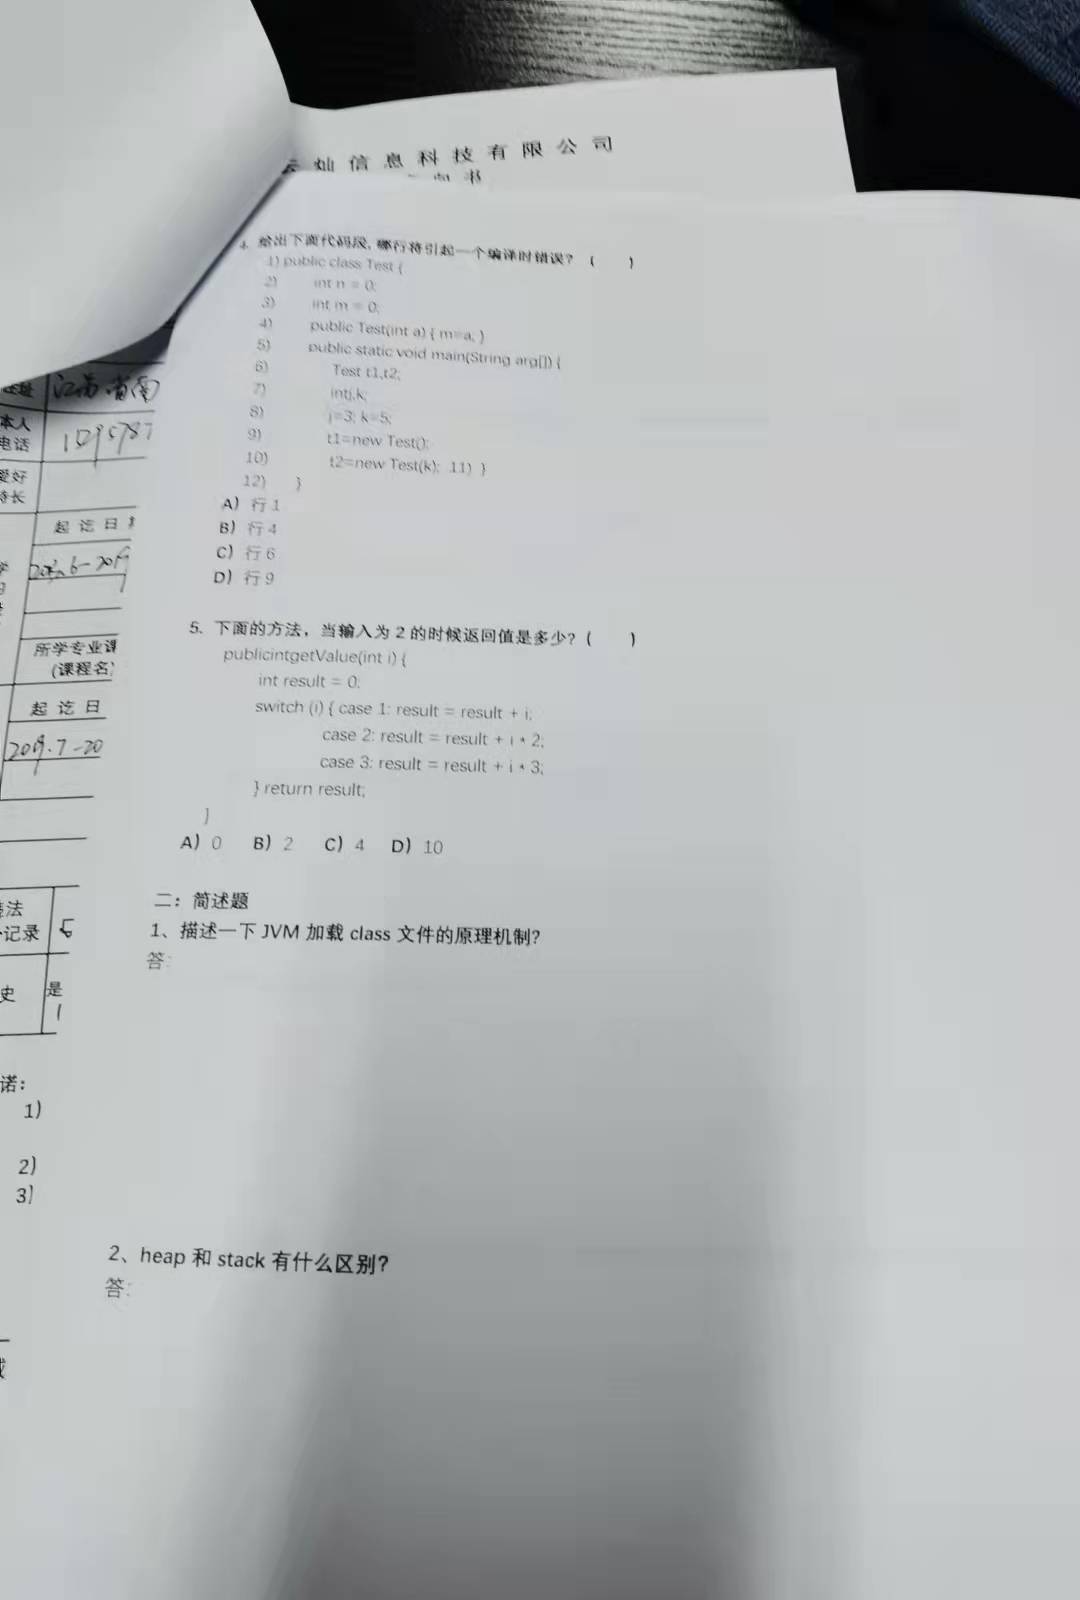 灿信息科技有限公司
书
4. 给出下面代码段, 哪行将引起一个编译时错误? ( )
1) public class Test {
2) int n = 0;
3) int m = 0;
4) public Test(int a) { m=a; }
5) public static void main(String arg[]) {
6) Test t1,t2;
7) intj,k;
8) j=3; k=5;
9) t1=new Test();
10) t2=new Test(k); 11) }
12) }
A) 行 1
B) 行 4
C) 行 6
D) 行 9
5. 下面的方法，当输入为 2 的时候返回值是多少? ( )
publicintgetValue(int i) {
int result = 0;
switch (i) { case 1: result = result + i;
case 2: result = result + i * 2;
case 3: result = result + i * 3;
} return result;
}
A) 0 B) 2 C) 4 D) 10
二：简述题
1、描述一下 JVM 加载 class 文件的原理机制?
答:
2、heap 和 stack 有什么区别?
答:
江苏省南
本人
电话
爱好
特长
起讫日
所学专业课
(课程名)
起讫日
2019.7-20
法
记录
史
是
诺：
1)
2)
3)